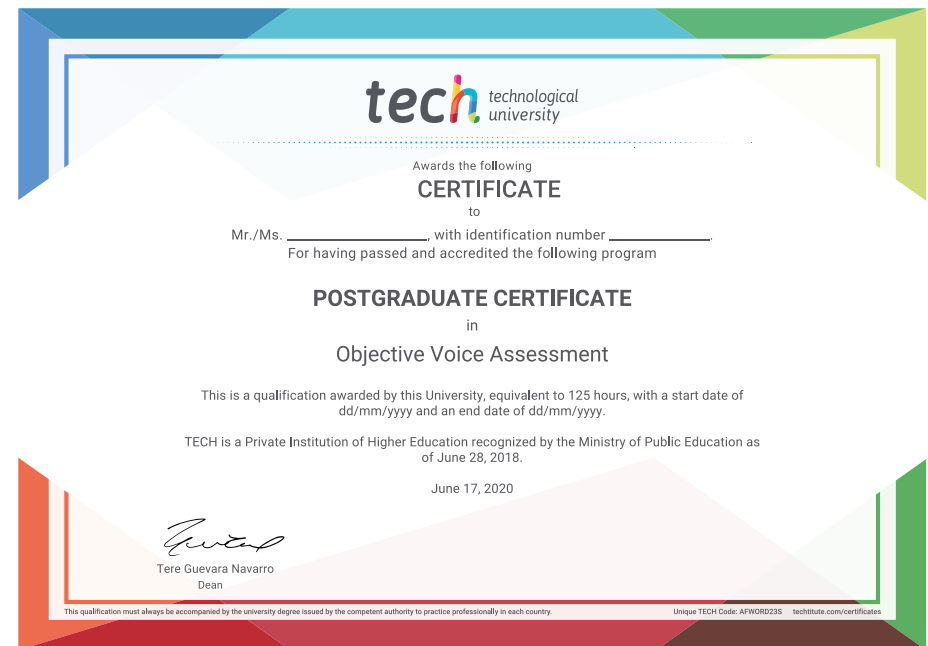 tech technological
university
Awards the following
CERTIFICATE
to
Mr./Ms. ____________, with identification number ____________.
For having passed and accredited the following program
POSTGRADUATE CERTIFICATE
in
Objective Voice Assessment
This is a qualification awarded by this University, equivalent to 125 hours, with a start date of
dd/mm/yyyy and an end date of dd/mm/yyyy.
TECH is a Private Institution of Higher Education recognized by the Ministry of Public Education as
of June 28, 2018.
June 17, 2020
Tere Guevara Navarro
Dean
This qualification must always be accompanied by the university degree issued by the competent authority to practice professionally in each country. Unique TECH Code: AFWORD23S techtitute.com/certificates